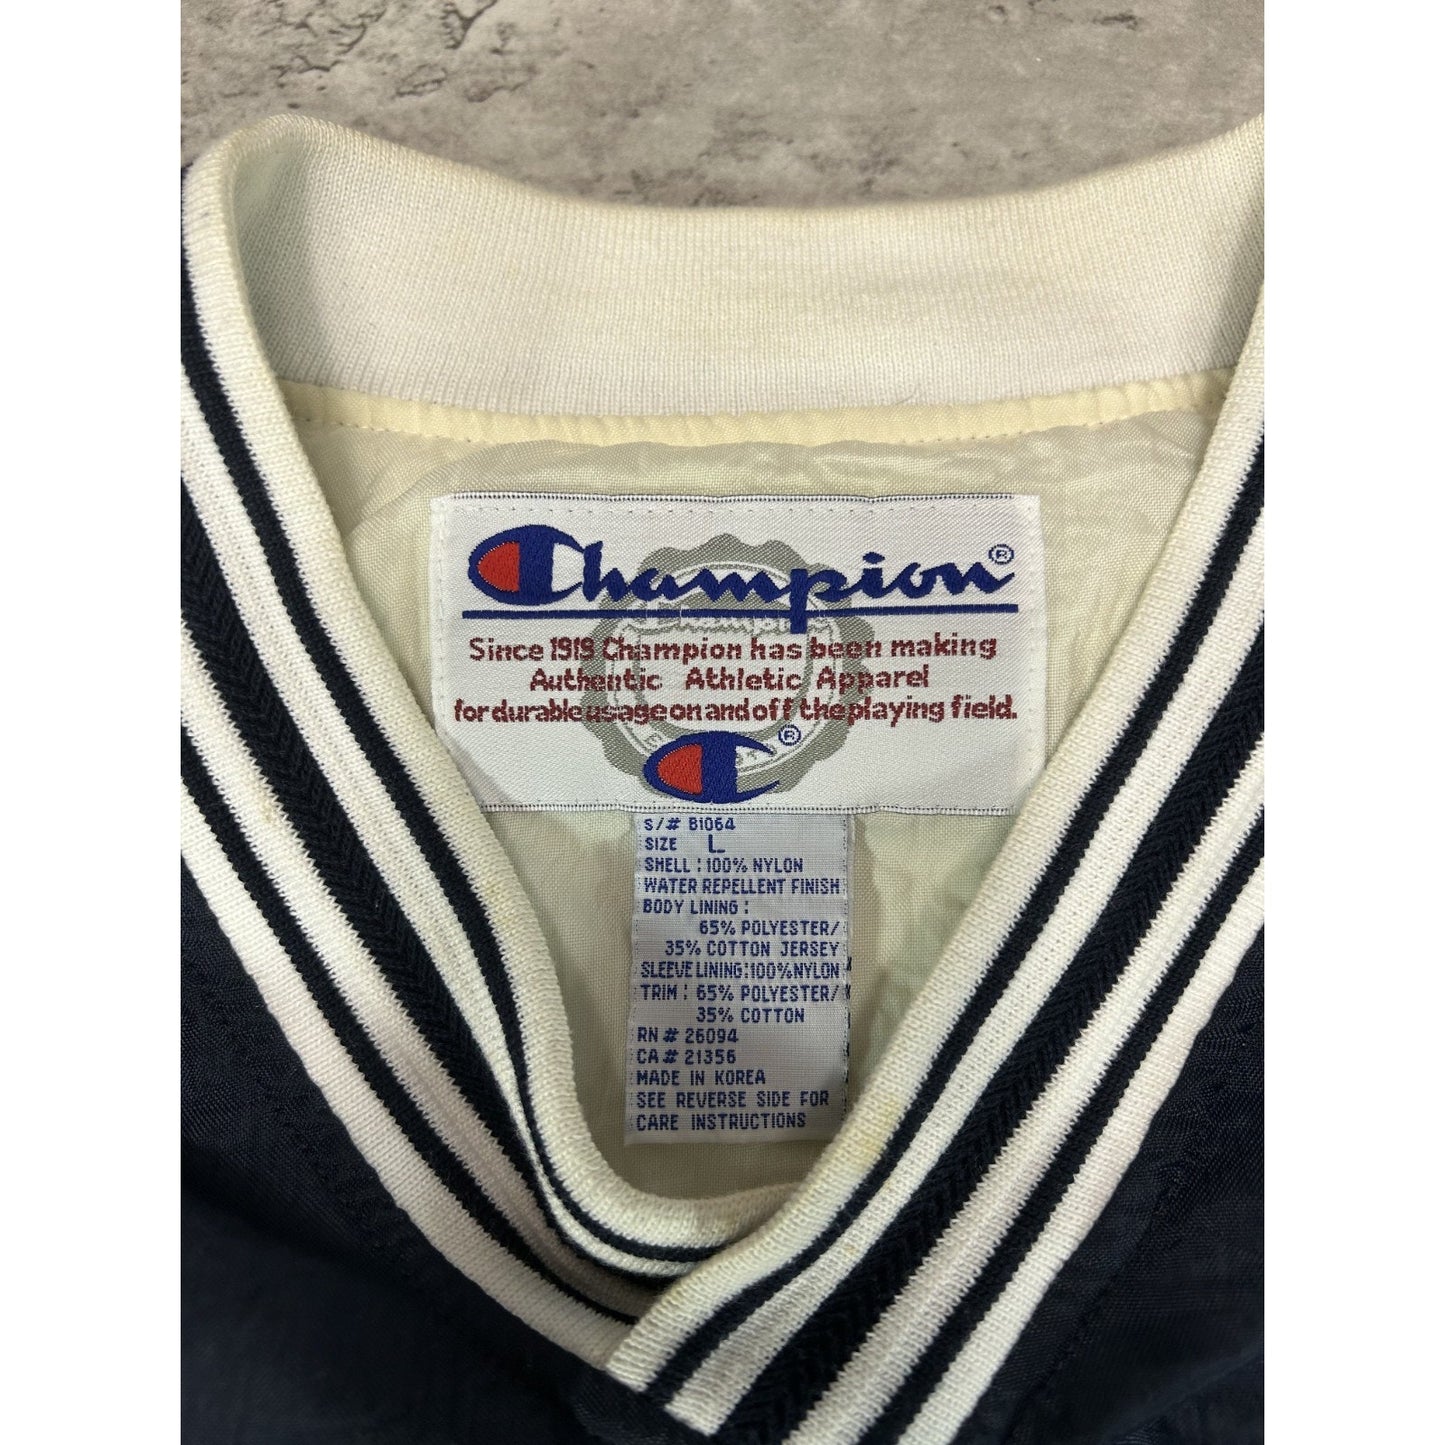 Champion®
Since 1919 Champion has been making
Authentic Athletic Apparel
for durable usage on and off the playing field.
®
S/# B1064
SIZE L
SHELL : 100% NYLON
WATER REPELLENT FINISH
BODY LINING :
65% POLYESTER/
35% COTTON JERSEY
SLEEVE LINING: 100% NYLON
TRIM : 65% POLYESTER/
35% COTTON
RN # 26094
CA # 21356
MADE IN KOREA
SEE REVERSE SIDE FOR
CARE INSTRUCTIONS